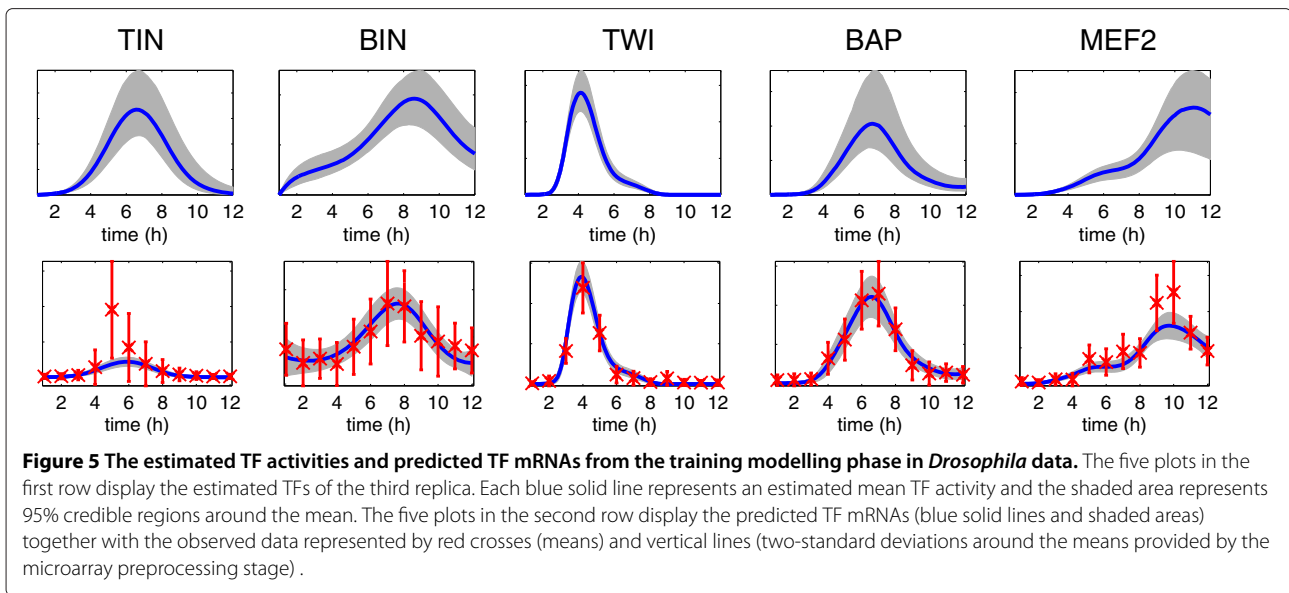 TIN BIN TWI BAP MEF2
2 4 6 8 10 12 2 4 6 8 10 12 2 4 6 8 10 12 2 4 6 8 10 12 2 4 6 8 10 12
time (h) time (h) time (h) time (h) time (h)
2 4 6 8 10 12 2 4 6 8 10 12 2 4 6 8 10 12 2 4 6 8 10 12 2 4 6 8 10 12
time (h) time (h) time (h) time (h) time (h)
Figure 5 The estimated TF activities and predicted TF mRNAs from the training modelling phase in Drosophila data. The five plots in the
first row display the estimated TFs of the third replica. Each blue solid line represents an estimated mean TF activity and the shaded area represents
95% credible regions around the mean. The five plots in the second row display the predicted TF mRNAs (blue solid lines and shaded areas)
together with the observed data represented by red crosses (means) and vertical lines (two-standard deviations around the means provided by the
microarray preprocessing stage) .